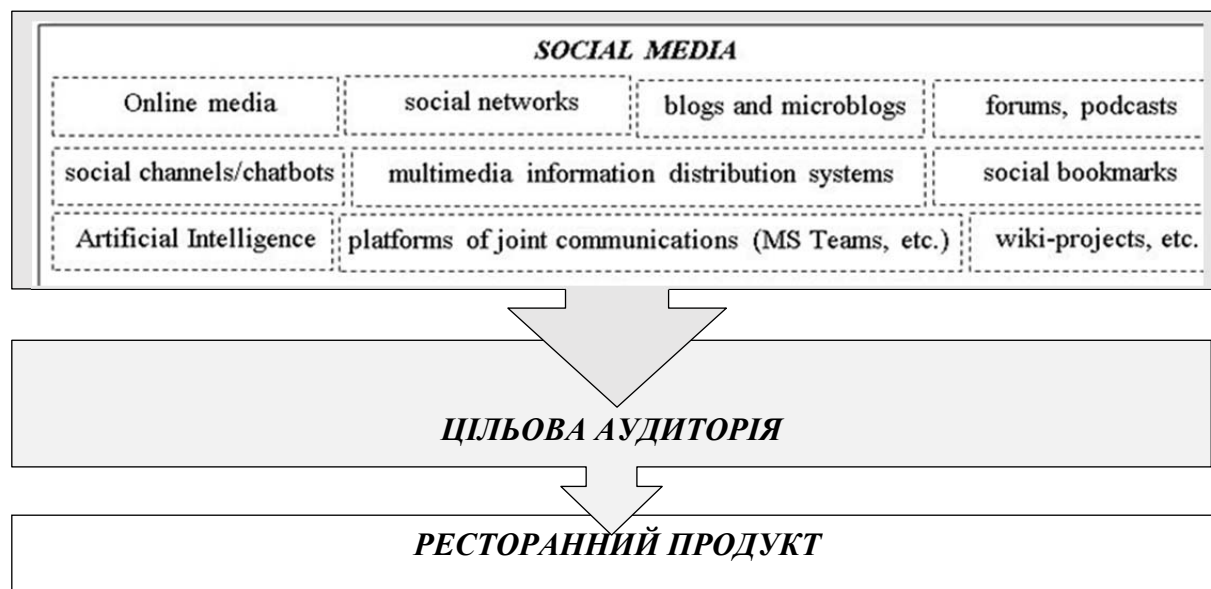 SOCIAL MEDIA
Online media social networks blogs and microblogs forums, podcasts
social channels/chatbots multimedia information distribution systems social bookmarks
Artificial Intelligence platforms of joint communications (MS Teams, etc.) wiki-projects, etc.
ЦІЛЬОВА АУДИТОРІЯ
РЕСТОРАННИЙ ПРОДУКТ